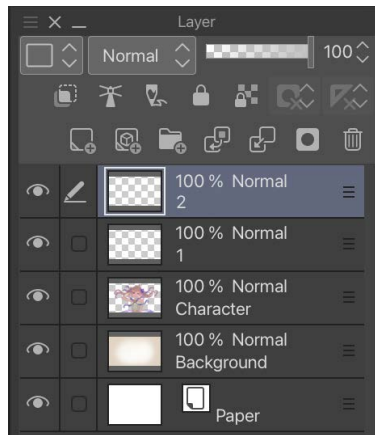 Layer
Normal
100
100 % Normal
2
100 % Normal
1
100 % Normal
Character
100 % Normal
Background
Paper